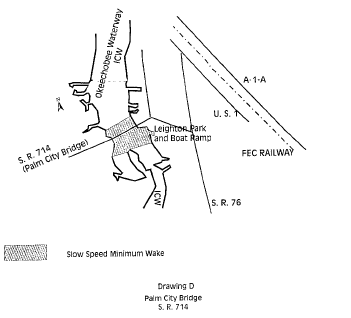 Okeechobee Waterway
ICW
A-1-A
U. S. 1
N
Leighton Park
and Boat Ramp
S. R. 714
(Palm City Bridge)
FEC RAILWAY
ICW
S. R. 76
Slow Speed Minimum Wake
Drawing D
Palm City Bridge
S. R. 714